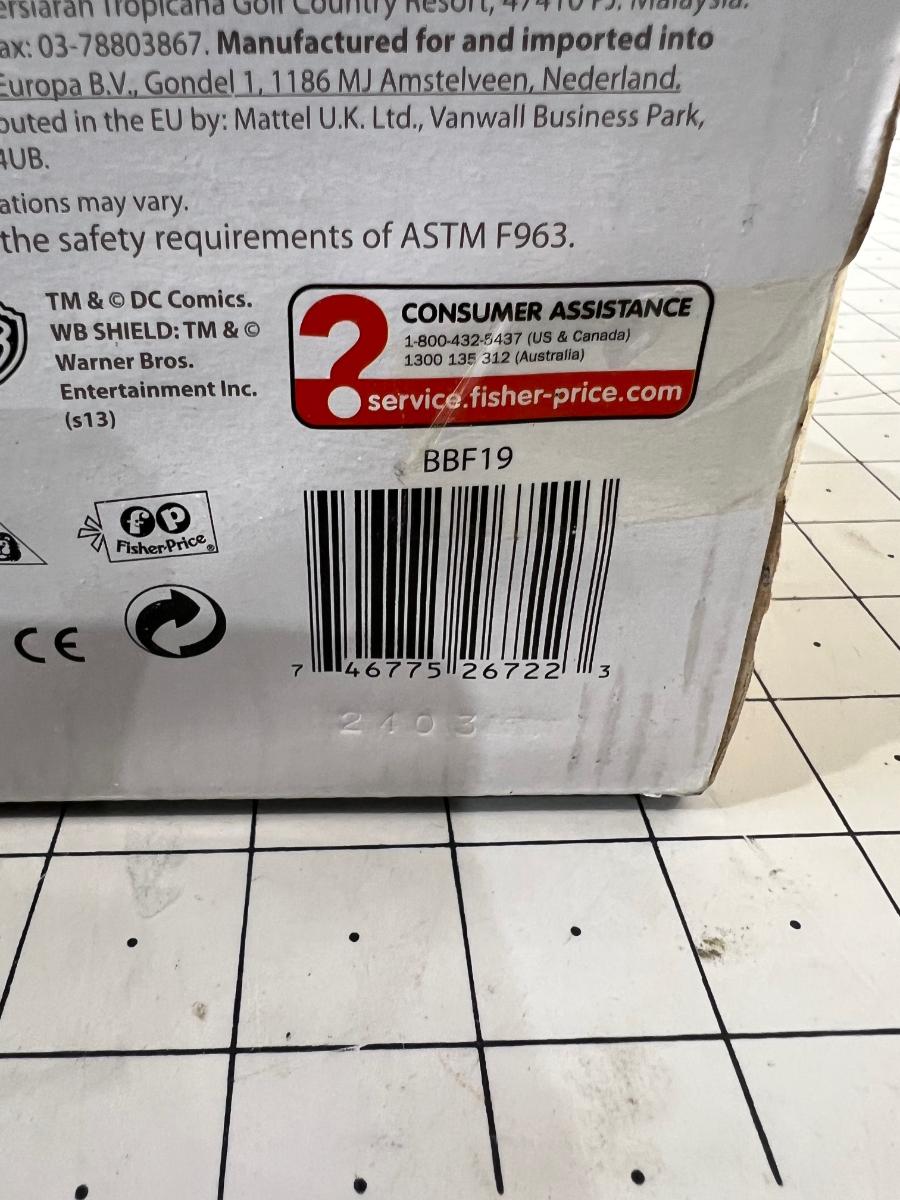 ersiaran Tropicana Golf Country Resort, 47410 PJ. Malaysia.
ax: 03-78803867. Manufactured for and imported into
Europa B.V., Gondel 1, 1186 MJ Amstelveen, Nederland.
outed in the EU by: Mattel U.K. Ltd., Vanwall Business Park,
4UB.
ations may vary.
the safety requirements of ASTM F963.
TM & © DC Comics.
WB SHIELD: TM & ©
Warner Bros.
Entertainment Inc.
(s13)
? CONSUMER ASSISTANCE
1-800-432-5437 (US & Canada)
1300 135 312 (Australia)
service.fisher-price.com
BBF19
fp
Fisher-Price®
CE
7 46775 26722 3
2403